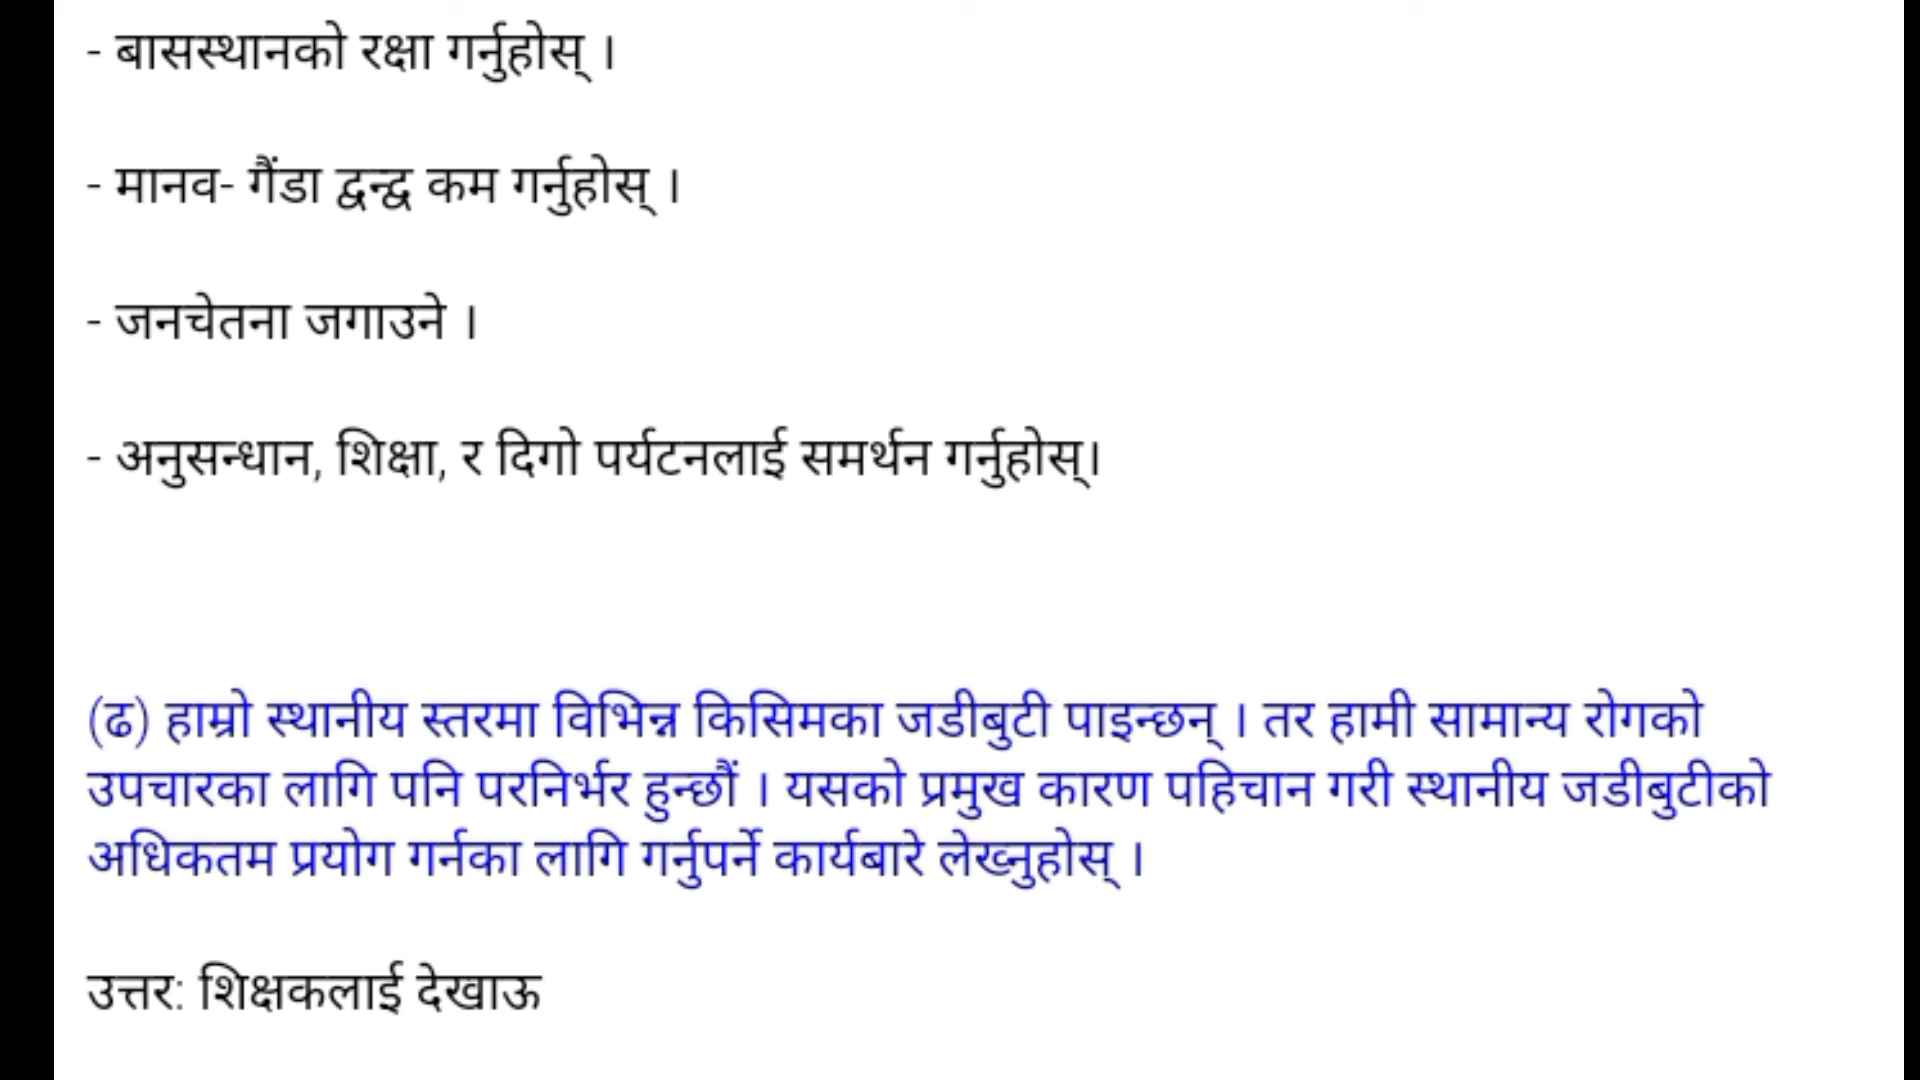 - बासस्थानको रक्षा गर्नुहोस् ।
- मानव- गैंडा द्वन्द्व कम गर्नुहोस् ।
- जनचेतना जगाउने ।
- अनुसन्धान, शिक्षा, र दिगो पर्यटनलाई समर्थन गर्नुहोस्।
(ढ) हाम्रो स्थानीय स्तरमा विभिन्न किसिमका जडीबुटी पाइन्छन् । तर हामी सामान्य रोगको
उपचारका लागि पनि परनिर्भर हुन्छौं । यसको प्रमुख कारण पहिचान गरी स्थानीय जडीबुटीको
अधिकतम प्रयोग गर्नका लागि गर्नुपर्ने कार्यबारे लेख्नुहोस् ।
उत्तर: शिक्षकलाई देखाऊ